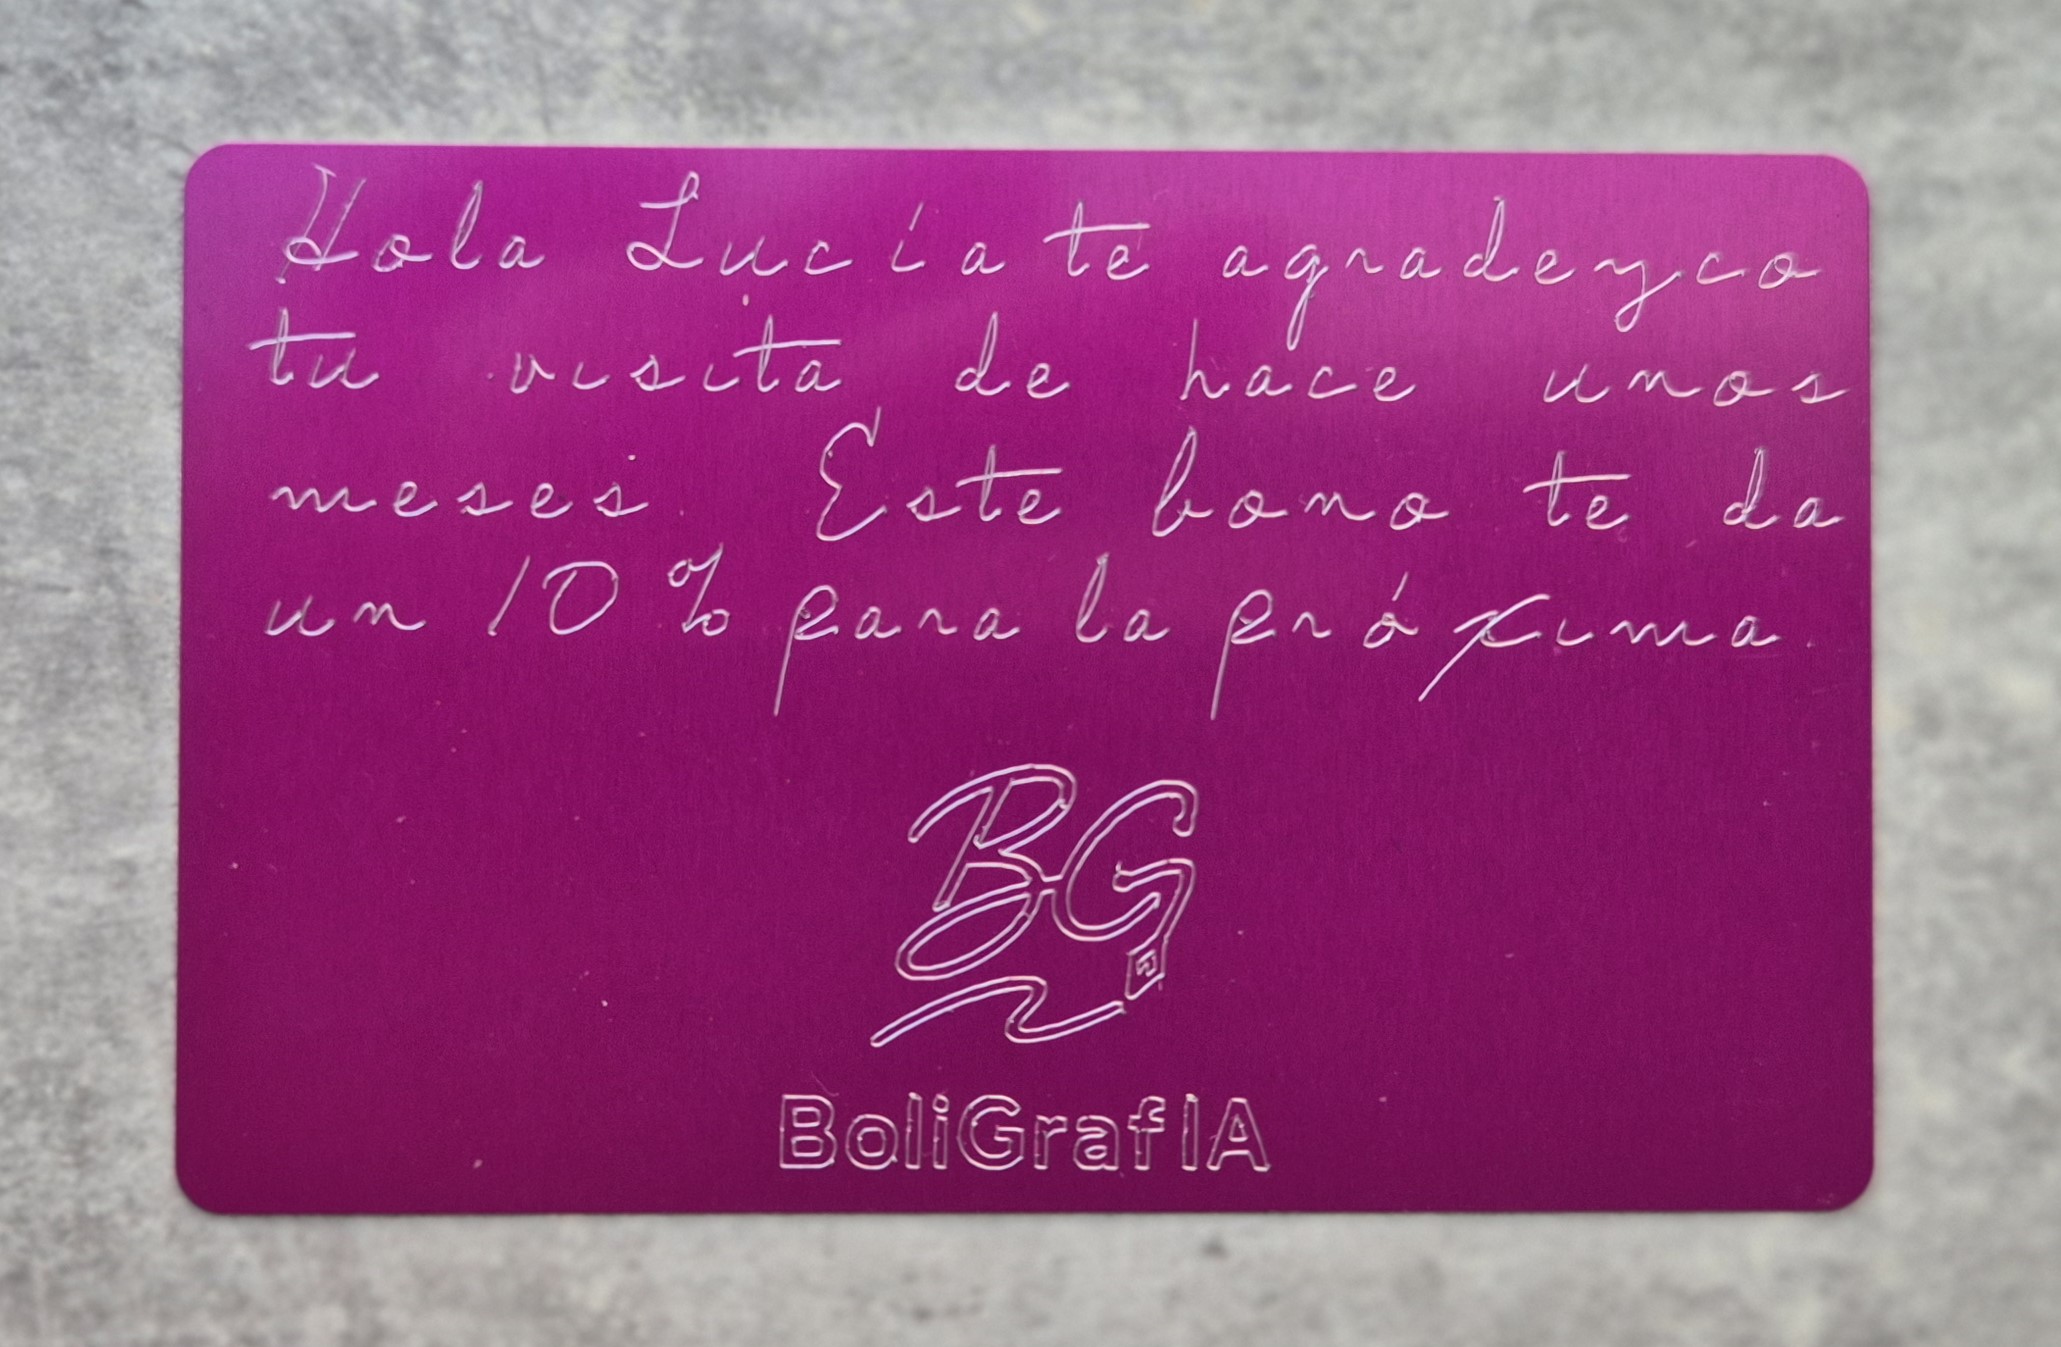 Hola Lucía te agradezco
tu visita de hace unos
meses. Este bono te da
un 10% para la próxima.
BG
BoliGrafIA